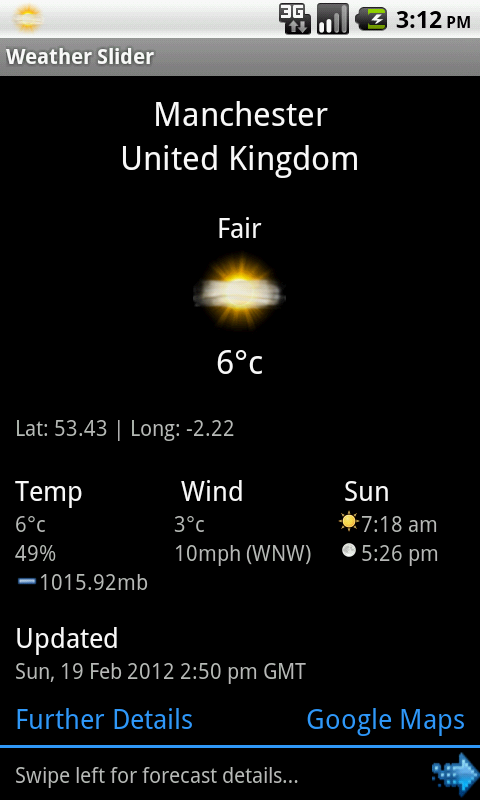 3G 3:12 PM
Weather Slider
Manchester
United Kingdom
Fair
6°c
Lat: 53.43 | Long: -2.22
Temp Wind Sun
6°c 3°c 7:18 am
49% 10mph (WNW) 5:26 pm
1015.92mb
Updated
Sun, 19 Feb 2012 2:50 pm GMT
Further Details Google Maps
Swipe left for forecast details...